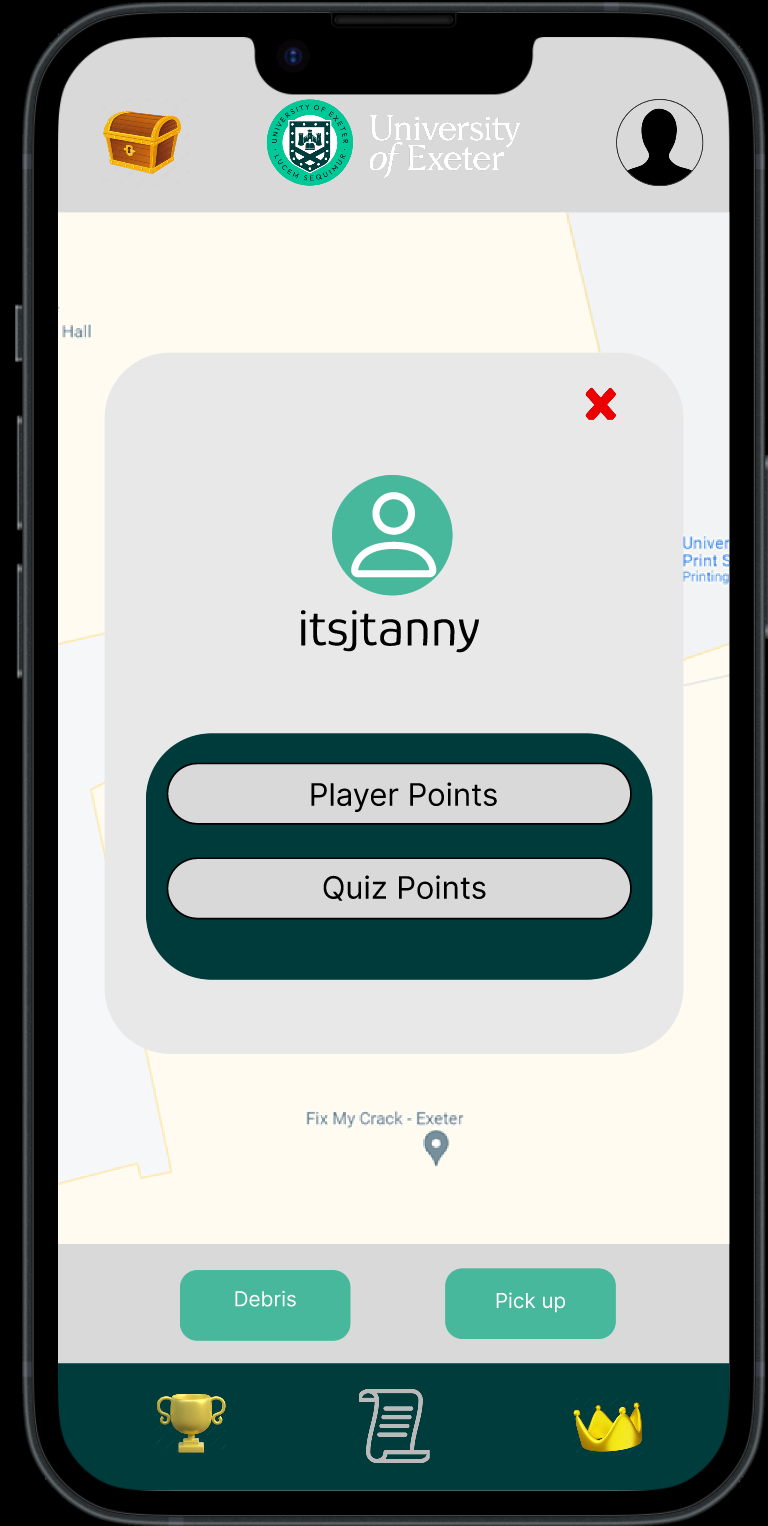 UNIVERSITY OF EXETER
LUCEM SEQUIMUR
University
of Exeter
Hall
Univer
Print S
Printing
itsjtanny
Player Points
Quiz Points
Fix My Crack - Exeter
Debris
Pick up